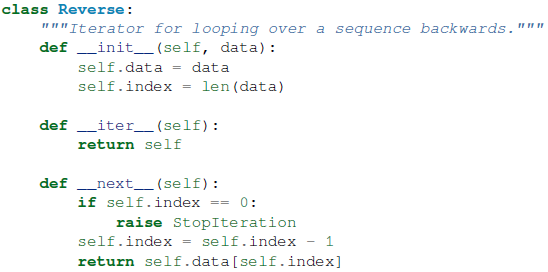 class Reverse:
    """Iterator for looping over a sequence backwards."""
    def __init__(self, data):
        self.data = data
        self.index = len(data)

    def __iter__(self):
        return self

    def __next__(self):
        if self.index == 0:
            raise StopIteration
        self.index = self.index - 1
        return self.data[self.index]